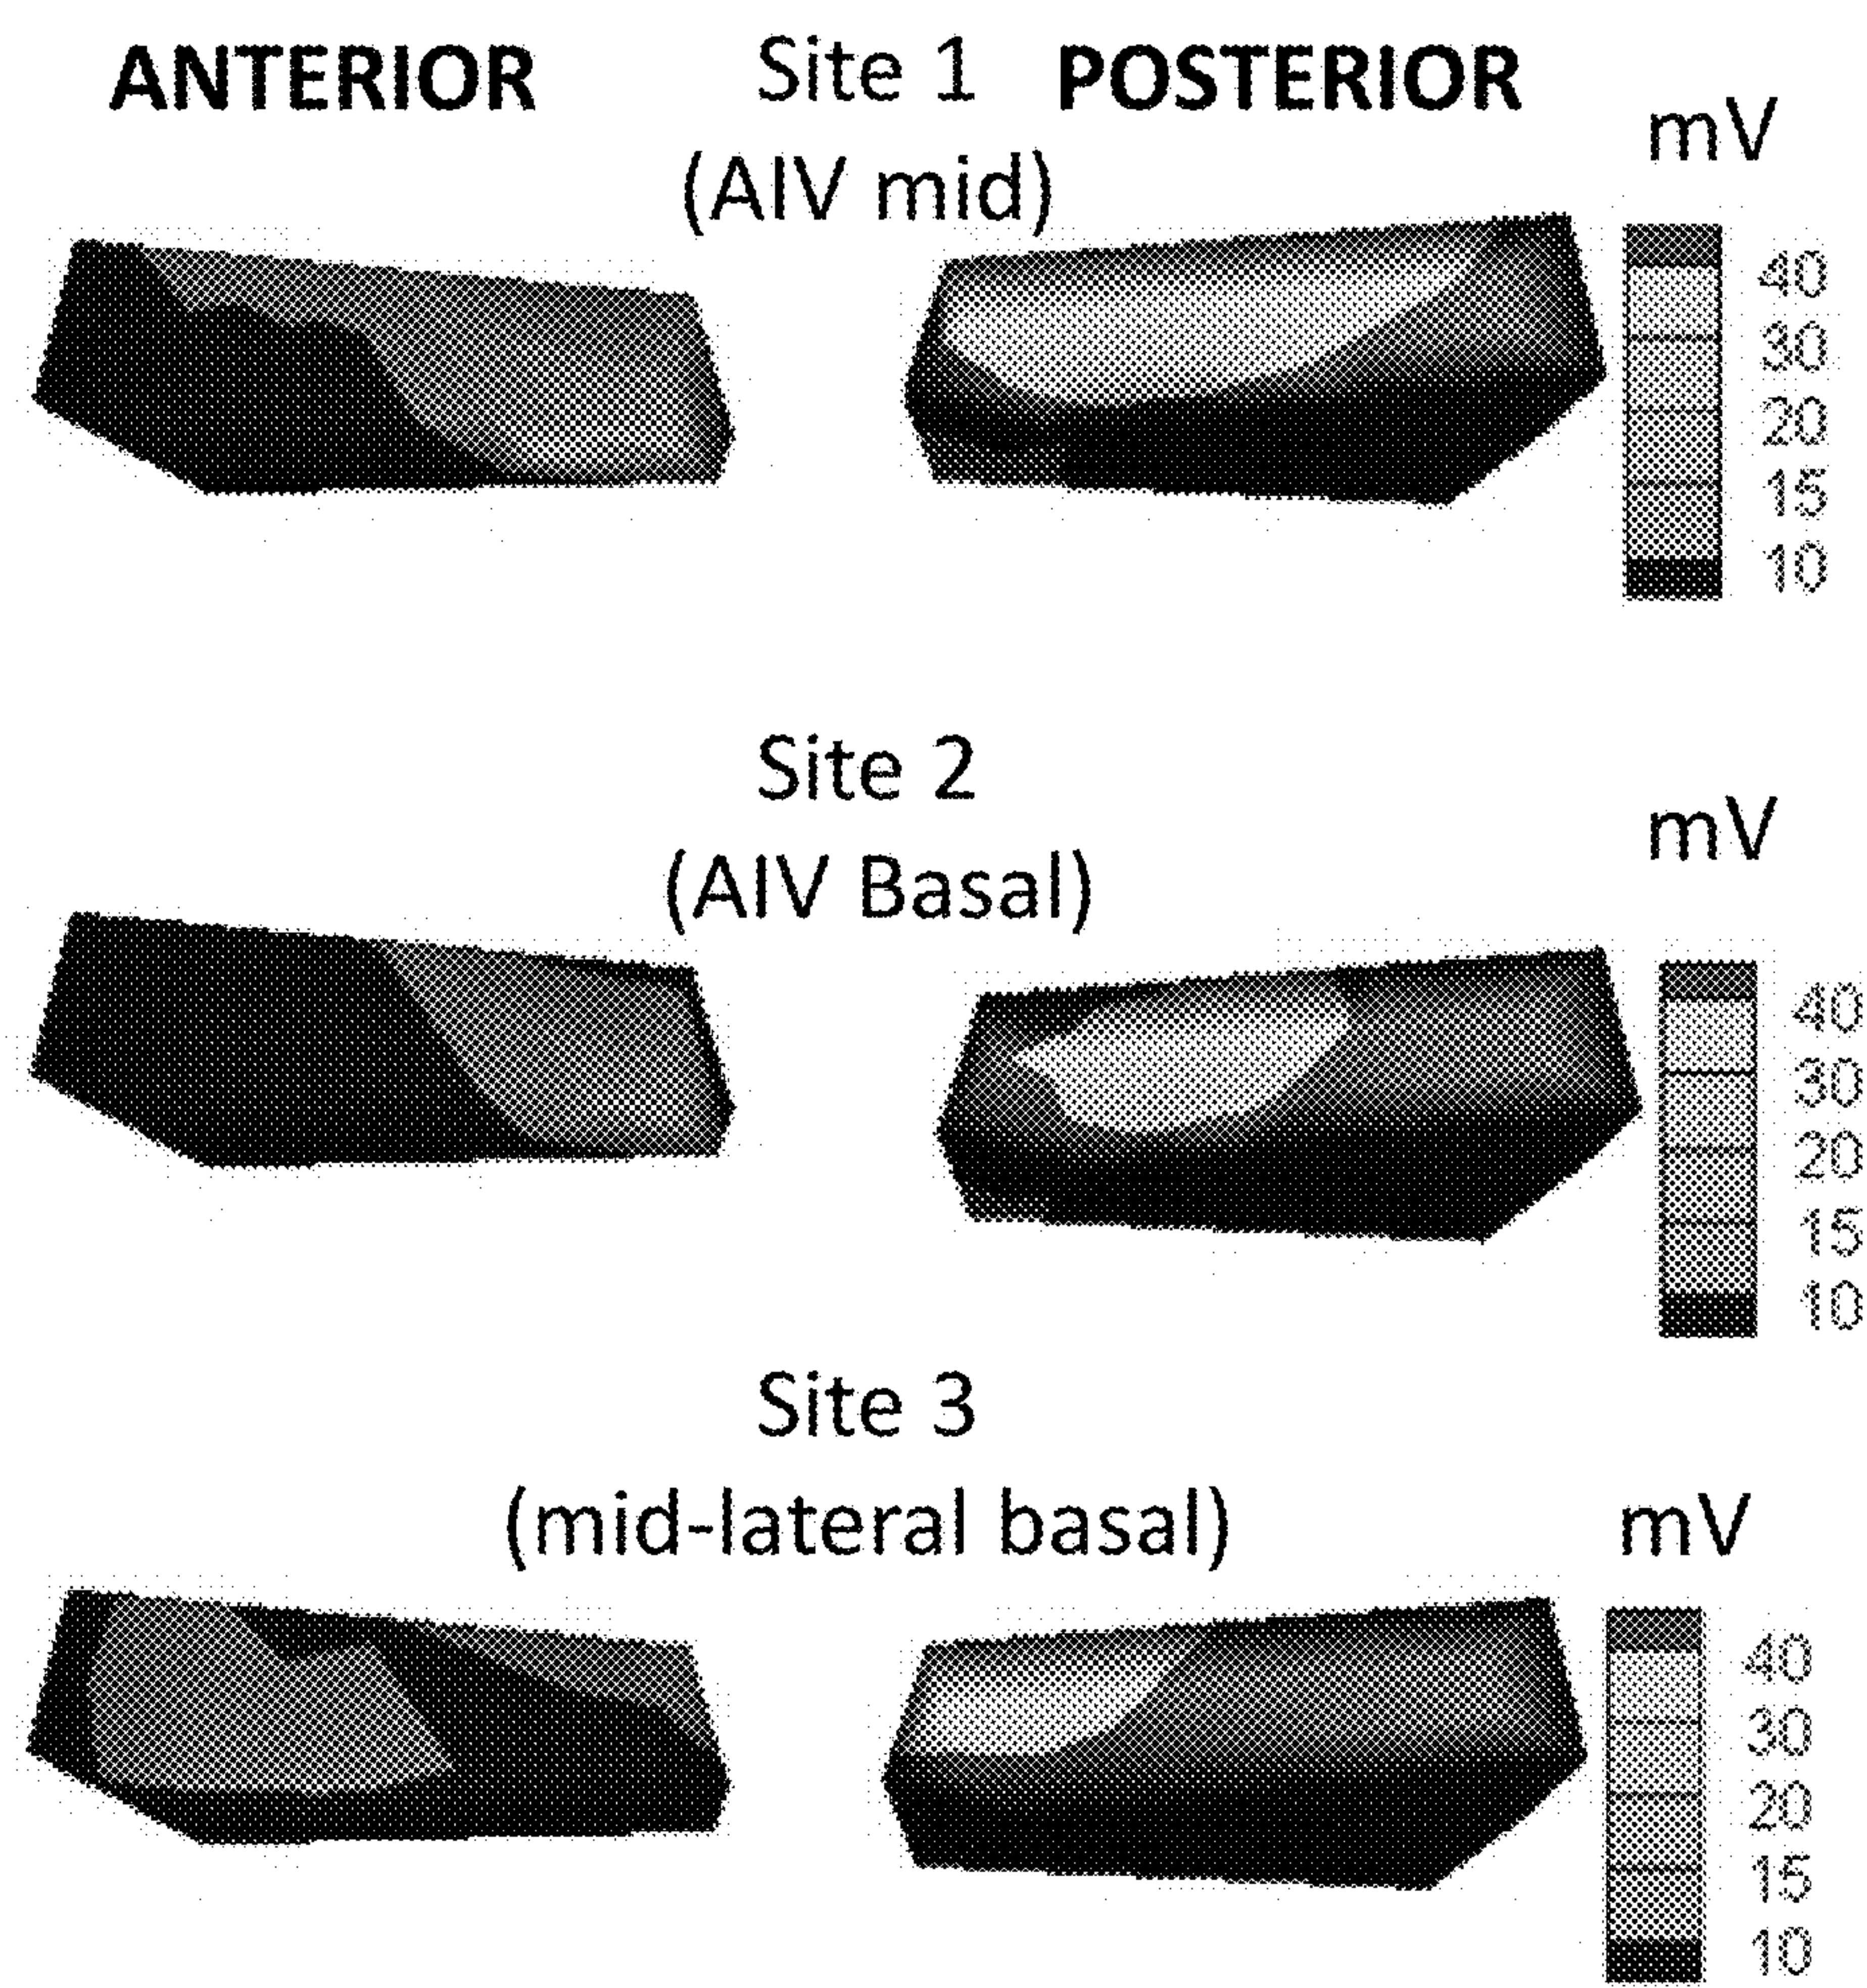 ANTERIOR Site 1 POSTERIOR
(AIV mid)
mV
40
30
20
15
10
Site 2
(AIV Basal)
mV
40
30
20
15
10
Site 3
(mid-lateral basal)
mV
40
30
20
15
10